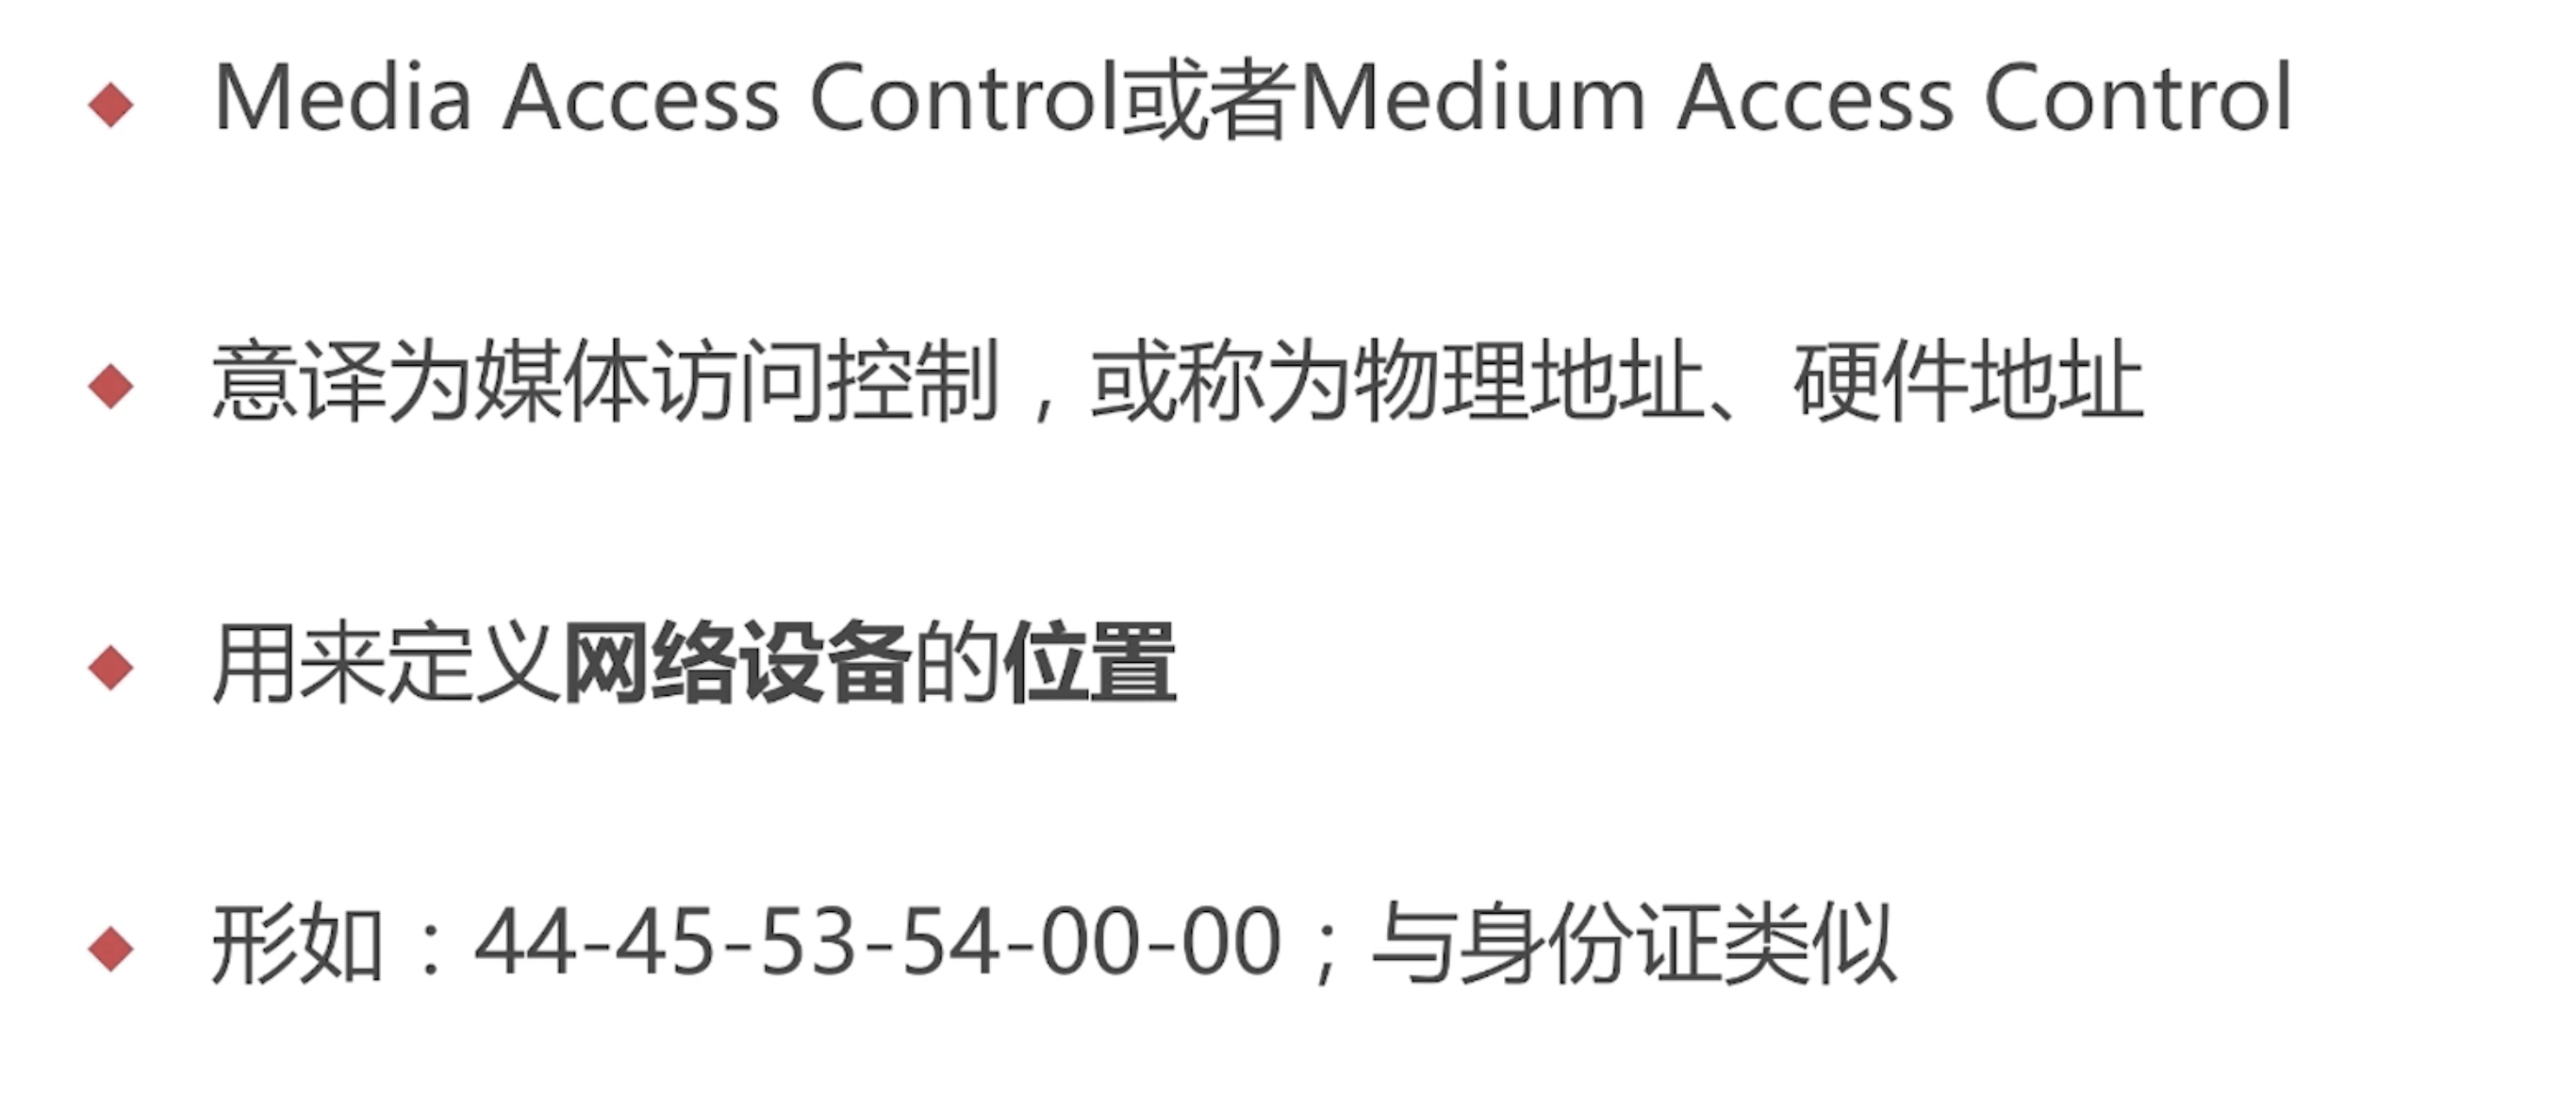 Media Access Control或者Medium Access Control
意译为媒体访问控制，或称为物理地址、硬件地址
用来定义网络设备的位置
形如：44-45-53-54-00-00；与身份证类似